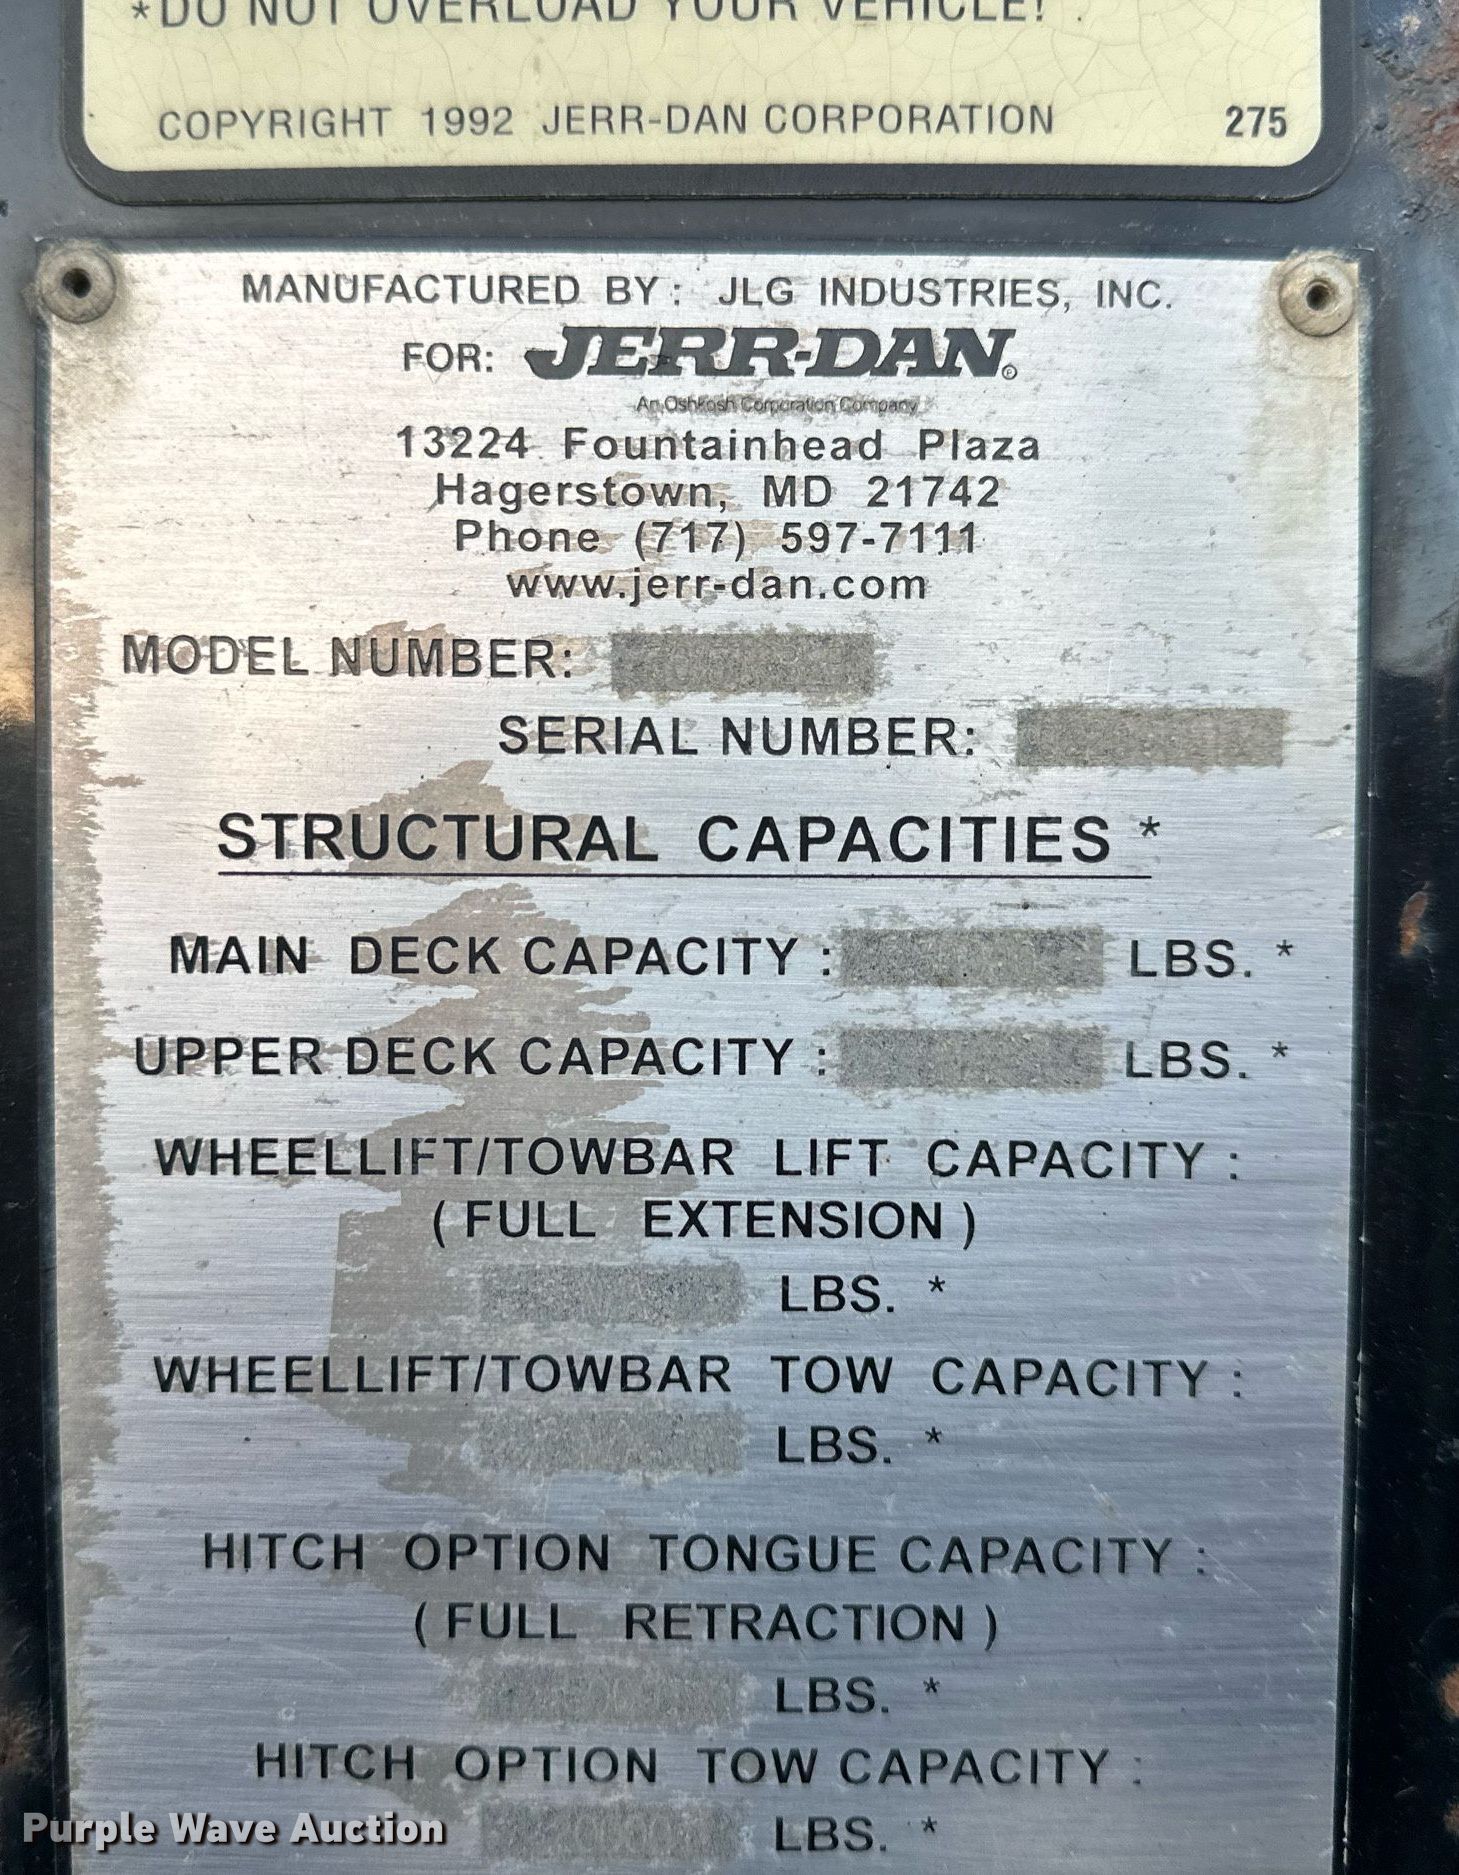 *DO NOT OVERLOAD YOUR VEHICLE!
COPYRIGHT 1992 JERR-DAN CORPORATION 275
MANUFACTURED BY: JLG INDUSTRIES, INC.
FOR: JERR-DAN®
An Oshkosh Corporation Company
13224 Fountainhead Plaza
Hagerstown, MD 21742
Phone (717) 597-7111
www.jerr-dan.com
MODEL NUMBER:
SERIAL NUMBER:
STRUCTURAL CAPACITIES *
MAIN DECK CAPACITY : LBS. *
UPPER DECK CAPACITY : LBS. *
WHEELLIFT/TOWBAR LIFT CAPACITY :
( FULL EXTENSION )
LBS. *
WHEELLIFT/TOWBAR TOW CAPACITY :
LBS. *
HITCH OPTION TONGUE CAPACITY :
( FULL RETRACTION )
LBS. *
HITCH OPTION TOW CAPACITY :
LBS. *
Purple Wave Auction